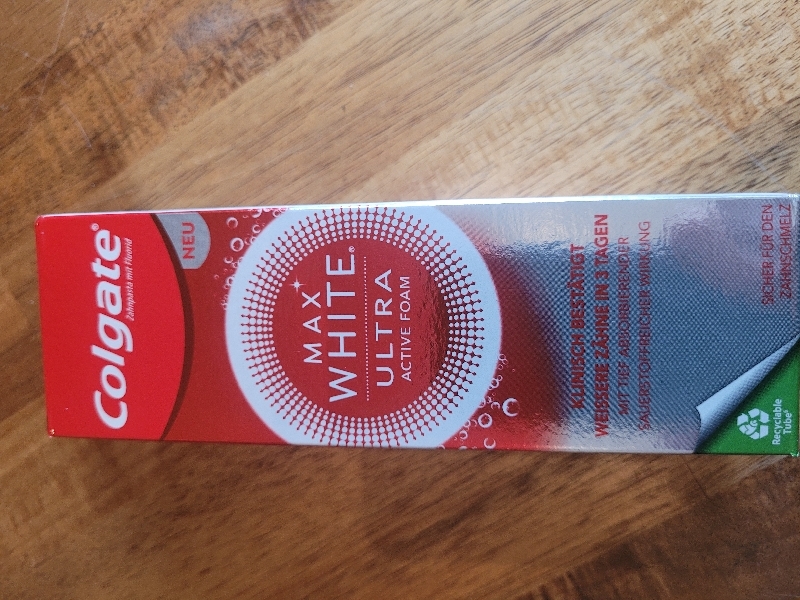 Colgate®
Zahnpasta mit Fluorid
NEU
MAX
WHITE®
ULTRA
ACTIVE FOAM
KLINISCH BESTÄTIGT
WEISSERE ZÄHNE IN 3 TAGEN
MIT TIEF ABSORBIERENDER
SAUERSTOFFBLÄSCHEN WIRKUNG
SICHER FÜR DEN
ZAHNSCHMELZ
Recyclable
Tube